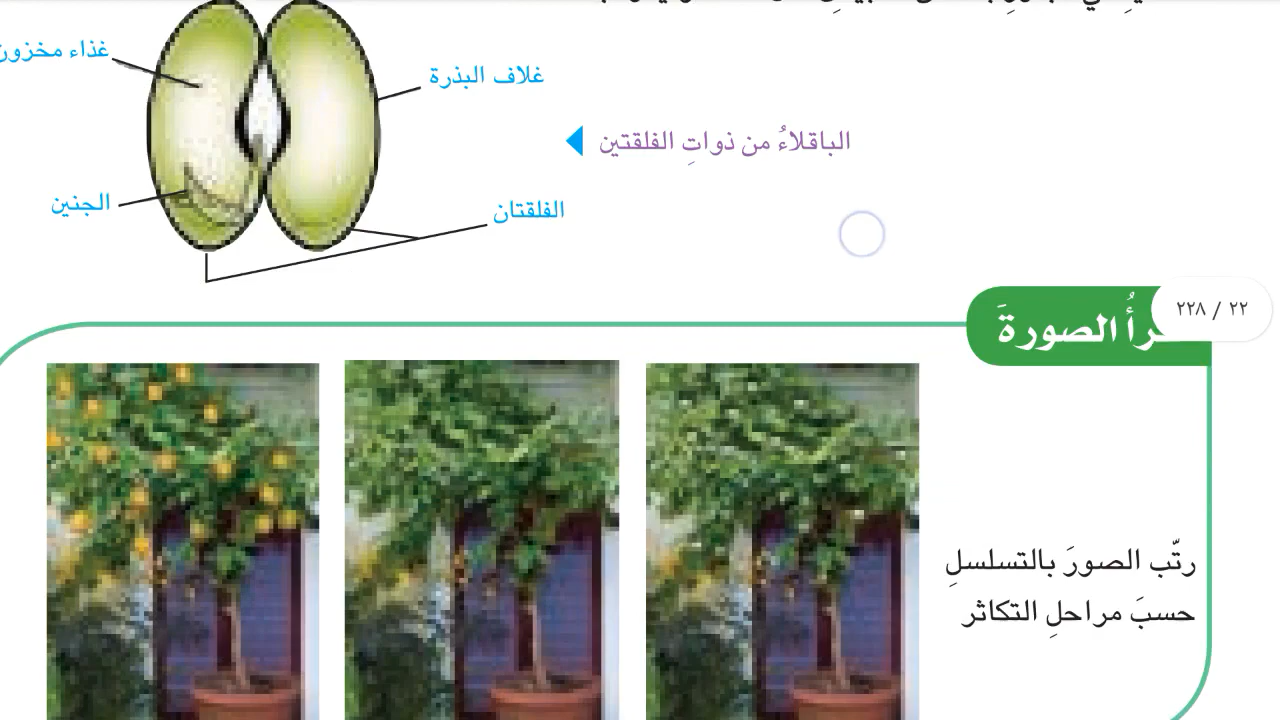 غذاء مخزون
غلاف البذرة
الباقلاءُ من ذواتِ الفلقتين
الجنين
الفلقتان
٢٢ / ٢٢٨
الصورةَ
رتّب الصورَ بالتسلسلِ
حسبَ مراحلِ التكاثر